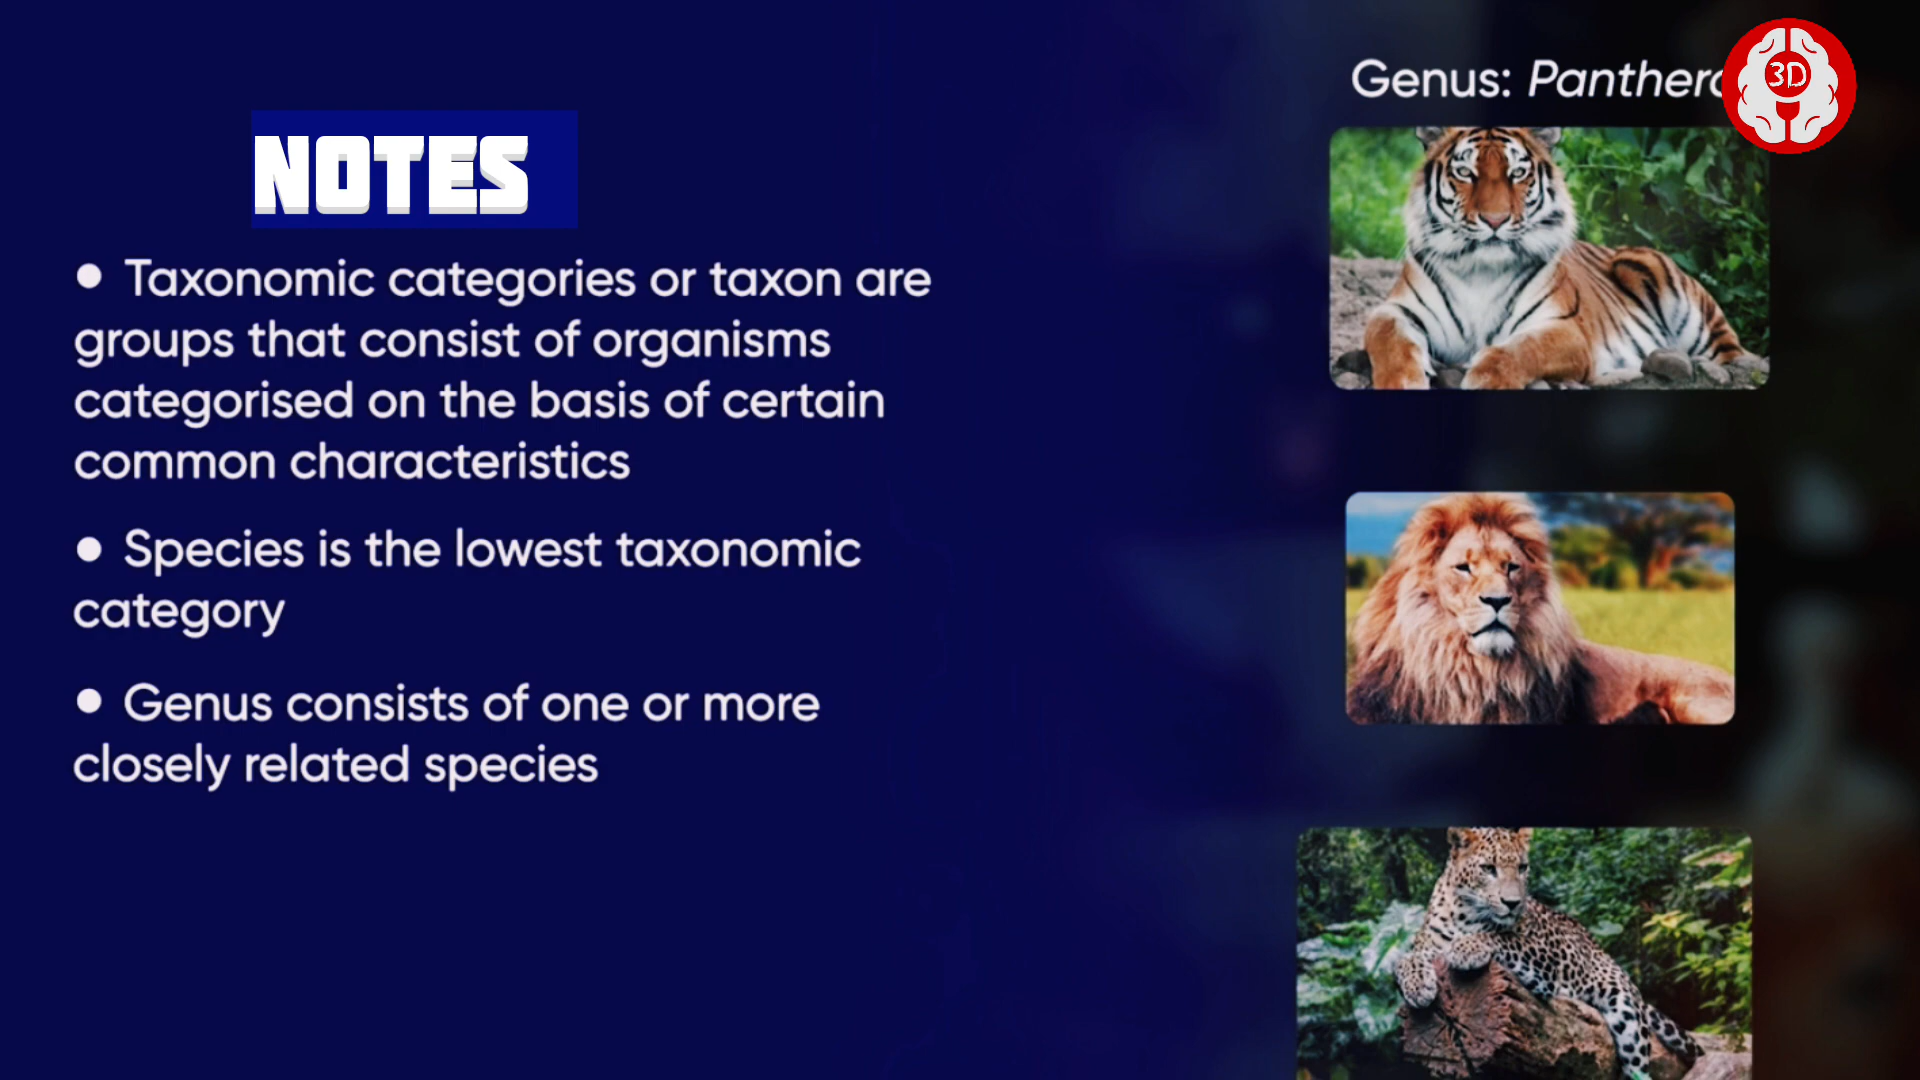 NOTES
● Taxonomic categories or taxon are
groups that consist of organisms
categorised on the basis of certain
common characteristics
● Species is the lowest taxonomic
category
● Genus consists of one or more
closely related species
Genus: Panthera
3D